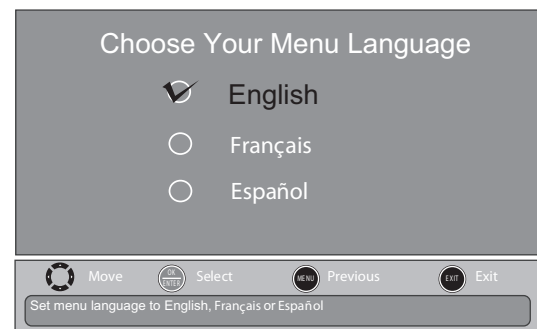 Choose Your Menu Language
English
Français
Español
Move OK ENTER Select MENU Previous EXIT Exit
Set menu language to English, Français or Español